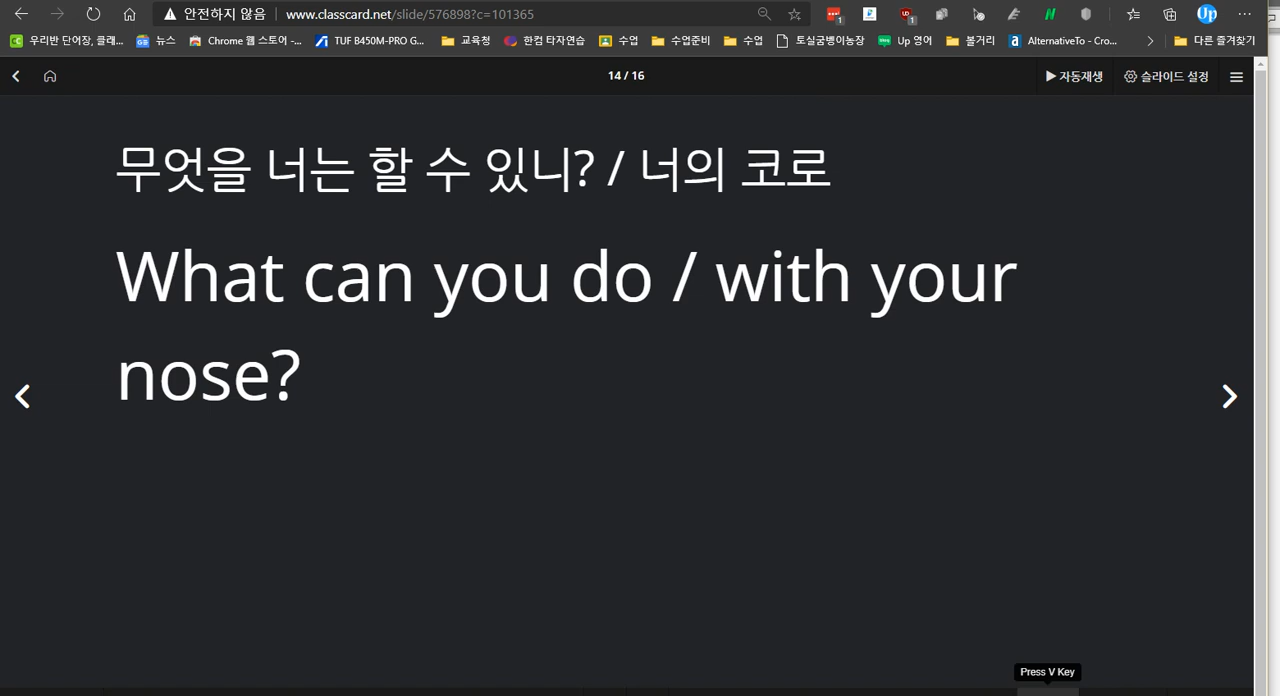 안전하지 않음 www.classcard.net/slide/576898?c=101365
우리반 단어장, 클래... 뉴스 Chrome 웹 스토어 -... TUF B450M-PRO G... 교육청 한컴 타자연습 수업 수업준비 수업 토실굼벵이농장 Up 영어 볼거리 AlternativeTo - Cro... 다른 즐겨찾기
14 / 16 자동재생 슬라이드 설정
무엇을 너는 할 수 있니? / 너의 코로
What can you do / with your
nose?
Press V Key